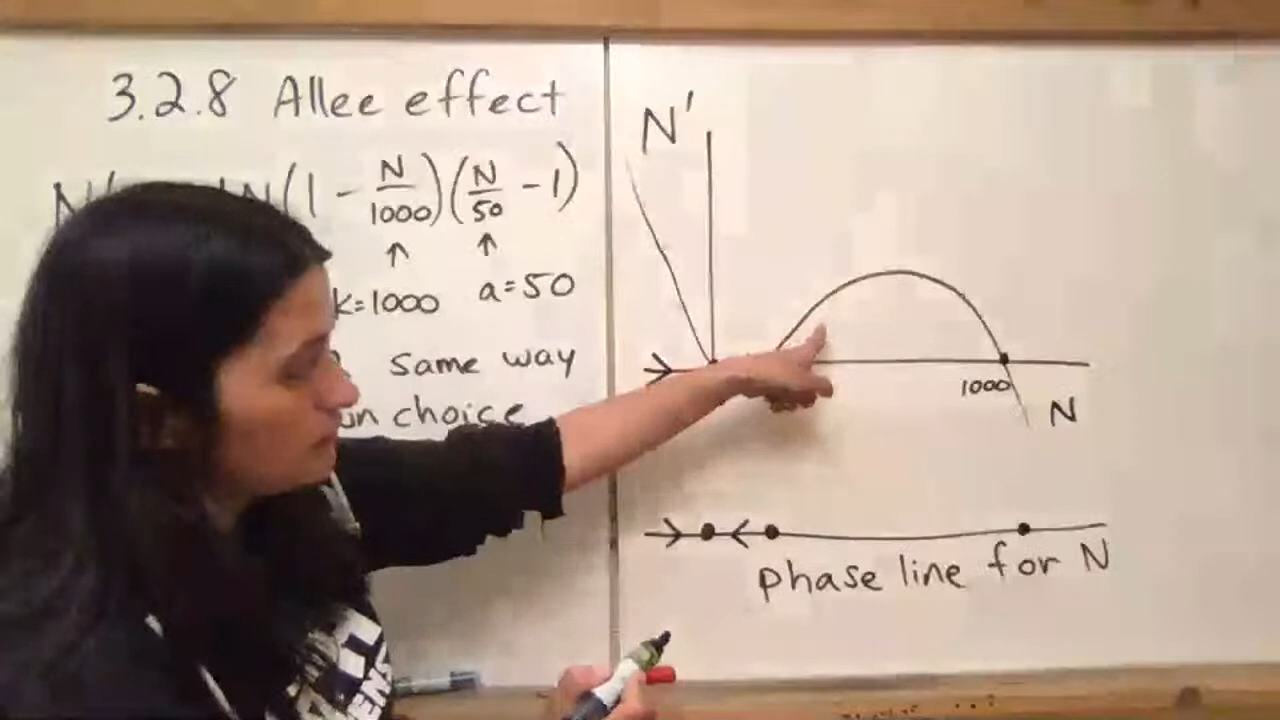 3.2.8 Allee effect
N(1 - N/1000)(N/50 - 1)
↑ ↑
k=1000 a=50
same way
choice
N'
1000
N
phase line for N